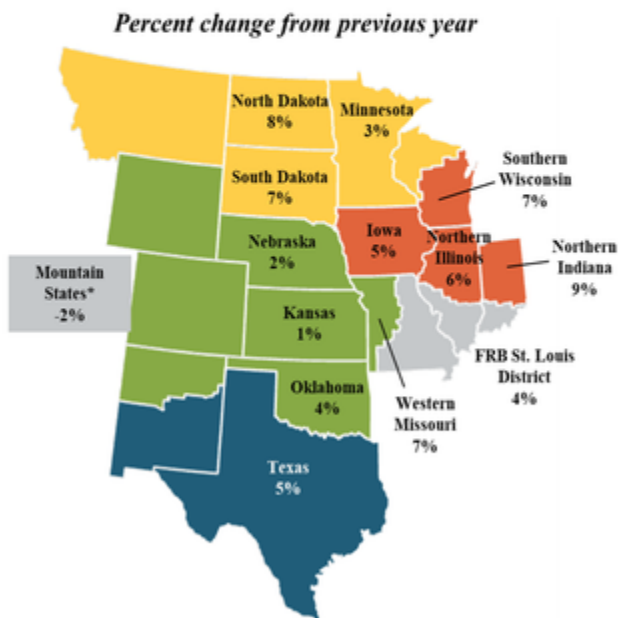 Percent change from previous year
North Dakota
8%
Minnesota
3%
Southern
Wisconsin
7%
South Dakota
7%
Nebraska
2%
Iowa
5%
Northern
Illinois
6%
Northern
Indiana
9%
Mountain
States*
-2%
Kansas
1%
FRB St. Louis
District
4%
Oklahoma
4%
Western
Missouri
7%
Texas
5%